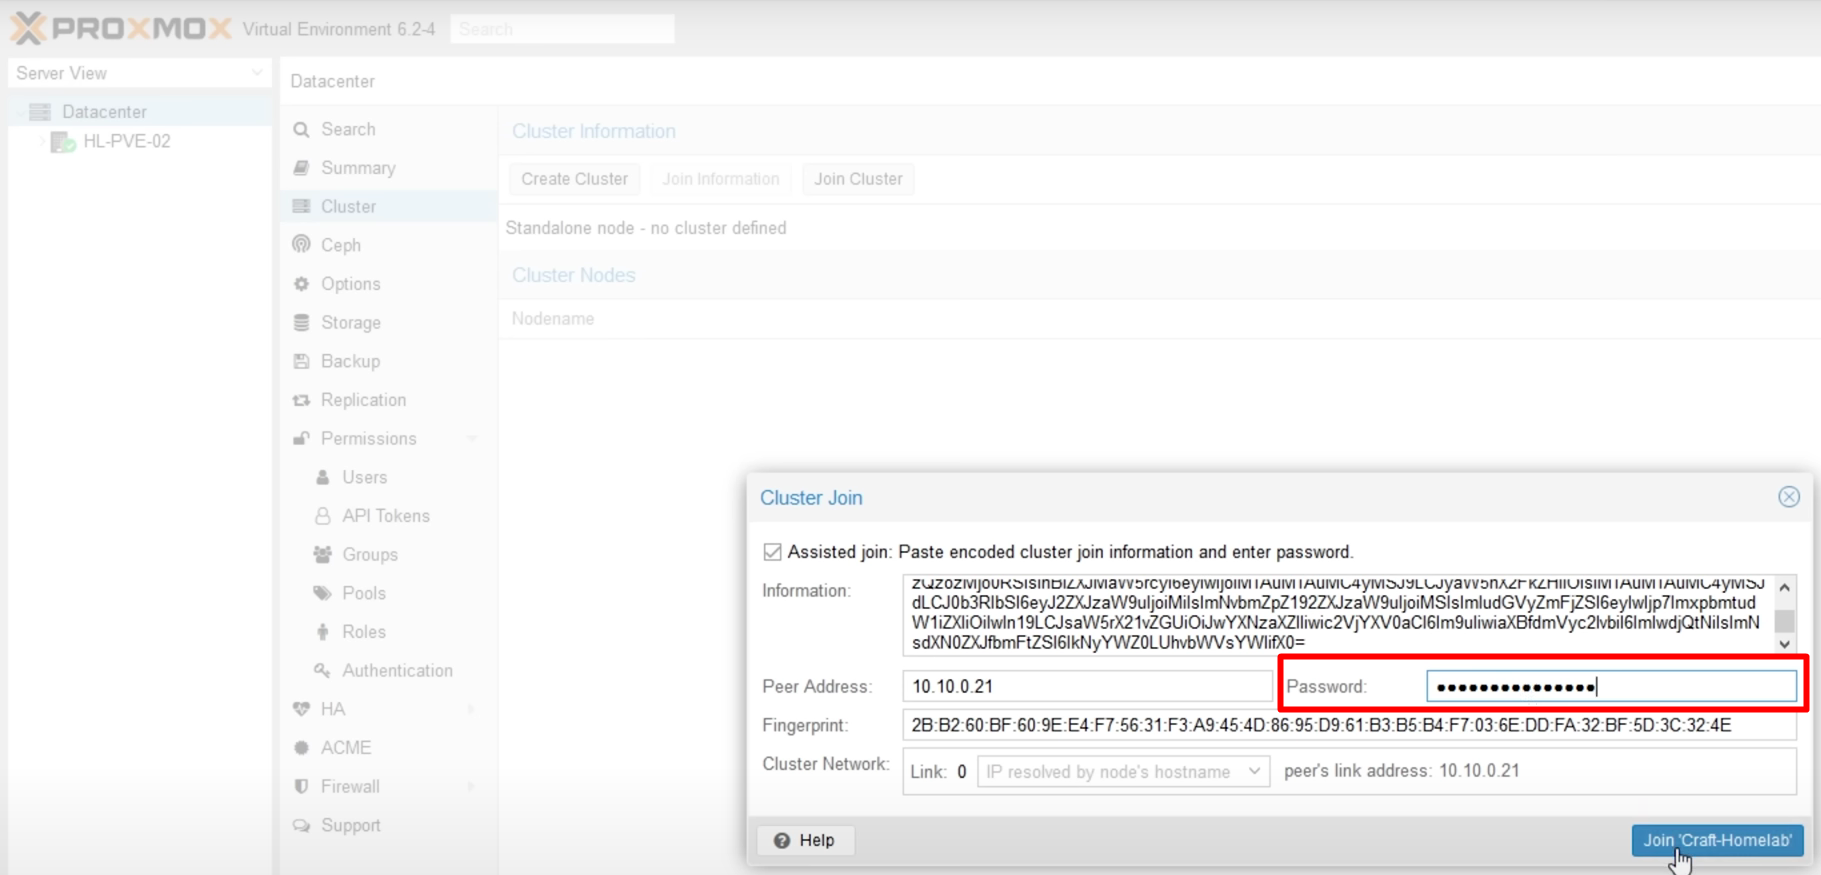 PROXMOX Virtual Environment 6.2-4 Search
Server View
Datacenter
HL-PVE-02
Datacenter
Search
Summary
Cluster
Ceph
Options
Storage
Backup
Replication
Permissions
Users
API Tokens
Groups
Pools
Roles
Authentication
HA
ACME
Firewall
Support
Cluster Information
Create Cluster Join Information Join Cluster
Standalone node - no cluster defined
Cluster Nodes
Nodename
Cluster Join
Assisted join: Paste encoded cluster join information and enter password.
Information:
Peer Address: 10.10.0.21 Password: ●●●●●●●●●●●●●●●
Fingerprint: 2B:B2:60:BF:60:9E:E4:F7:56:31:F3:A9:45:4D:86:95:D9:61:B3:B5:B4:F7:03:6E:DD:FA:32:BF:5D:3C:32:4E
Cluster Network: Link: 0 IP resolved by node's hostname peer's link address: 10.10.0.21
Help Join 'Craft-Homelab'